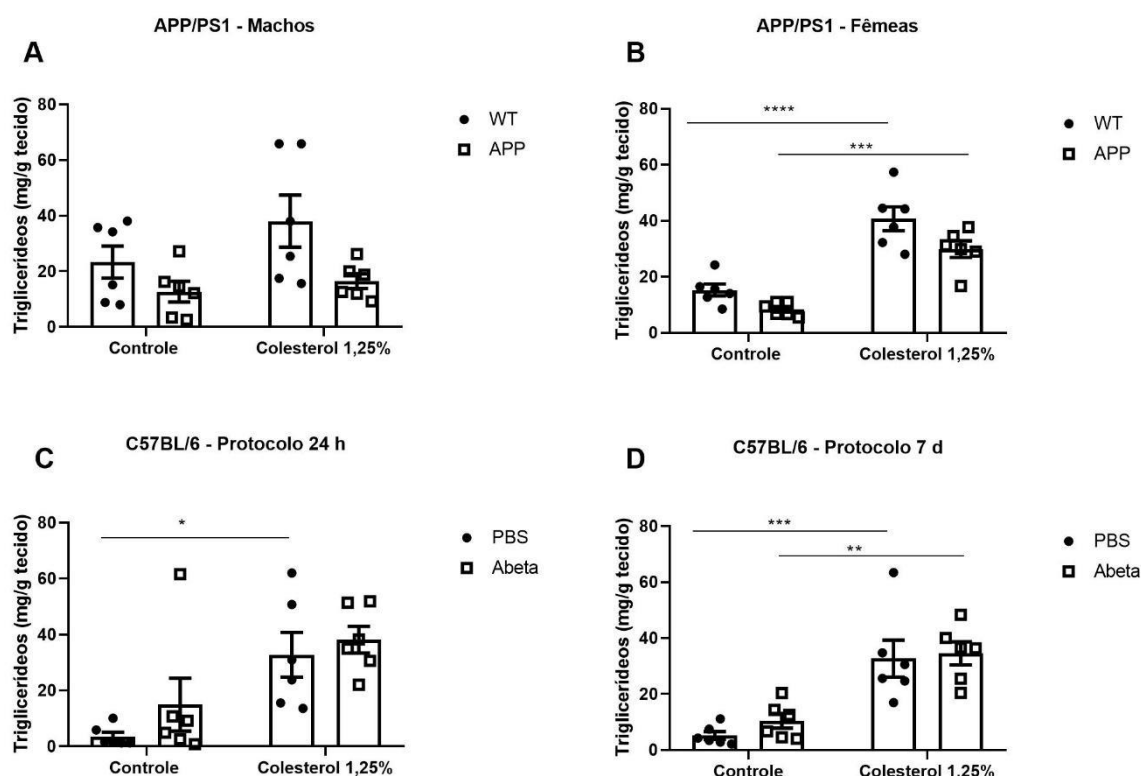 A
APP/PS1 - Machos
Triglicerídeos (mg/g tecido)
80
60
40
20
0
Controle
Colesterol 1,25%
WT
APP
B
APP/PS1 - Fêmeas
Triglicerídeos (mg/g tecido)
80
60
40
20
0
****
***
Controle
Colesterol 1,25%
WT
APP
C
C57BL/6 - Protocolo 24 h
Triglicerídeos (mg/g tecido)
80
60
40
20
0
*
Controle
Colesterol 1,25%
PBS
Abeta
D
C57BL/6 - Protocolo 7 d
Triglicerídeos (mg/g tecido)
80
60
40
20
0
***
**
Controle
Colesterol 1,25%
PBS
Abeta